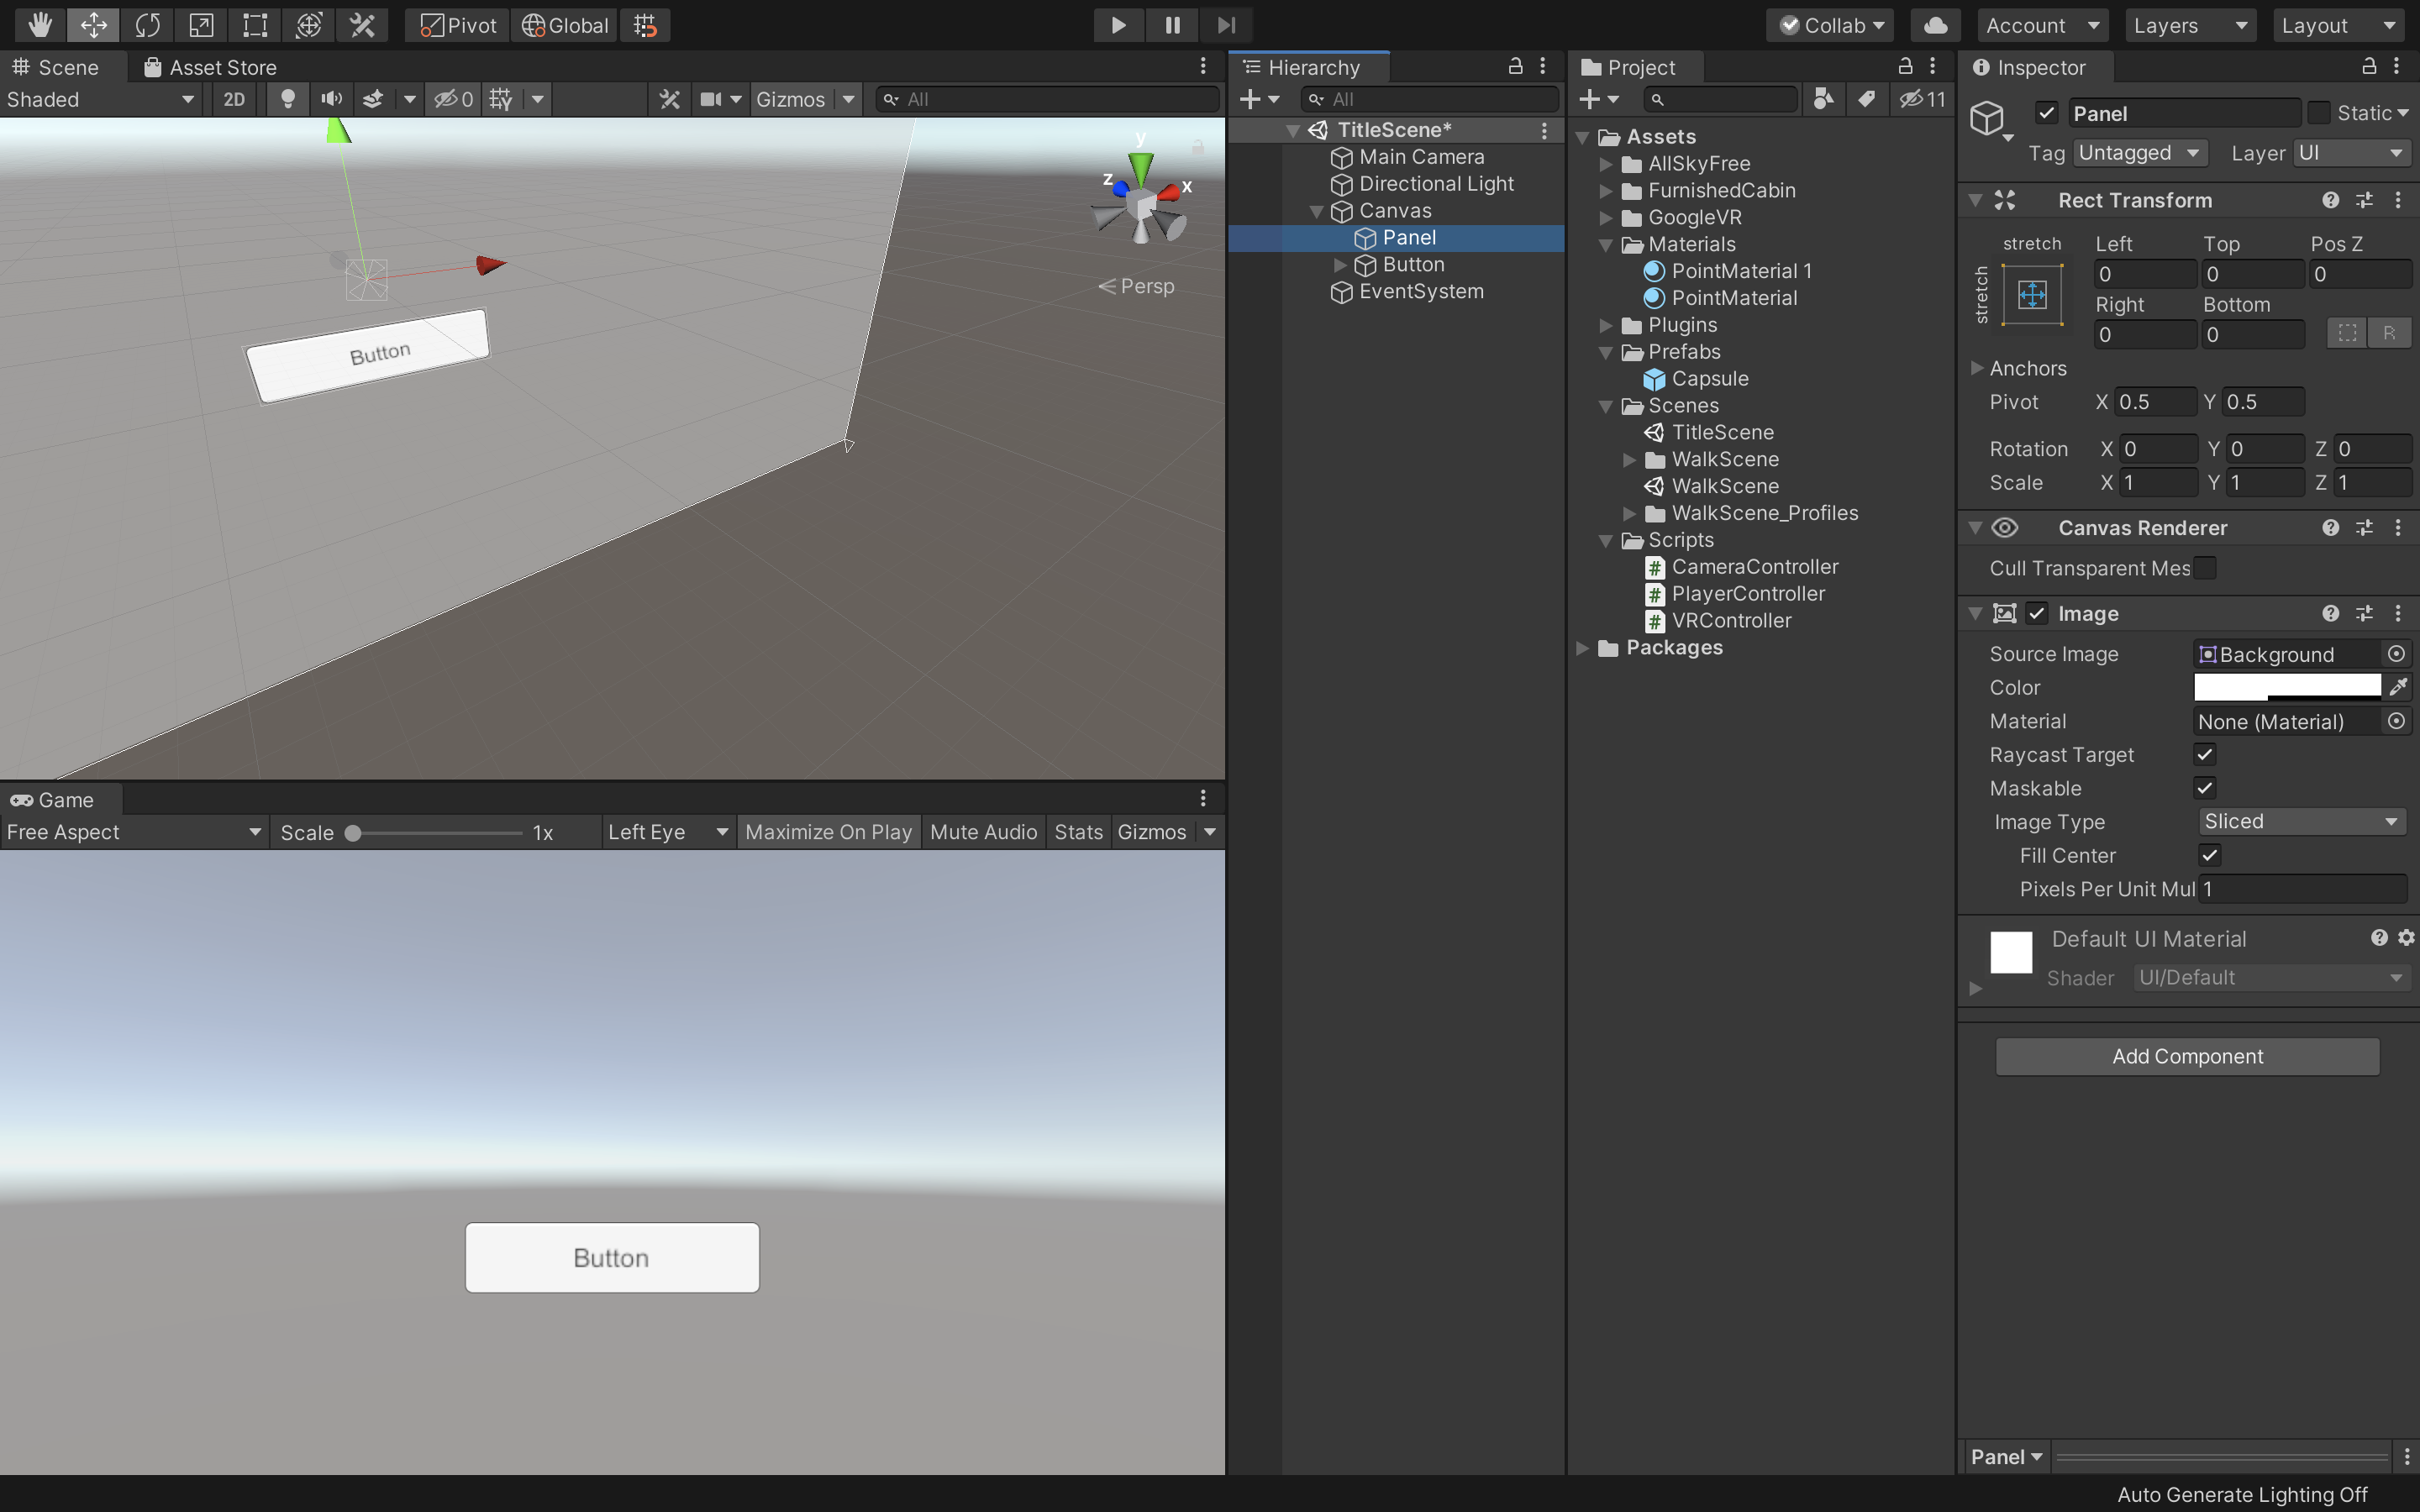 Pivot Global Collab Account Layers Layout
Scene Asset Store
Shaded 2D 0 Gizmos All
y
z x
Persp
Button
Game
Free Aspect Scale 1x Left Eye Maximize On Play Mute Audio Stats Gizmos
Button
Hierarchy
All
TitleScene*
Main Camera
Directional Light
Canvas
Panel
Button
EventSystem
Project
11
Assets
AllSkyFree
FurnishedCabin
GoogleVR
Materials
PointMaterial 1
PointMaterial
Plugins
Prefabs
Capsule
Scenes
TitleScene
WalkScene
WalkScene
WalkScene_Profiles
Scripts
# CameraController
# PlayerController
# VRController
Packages
Inspector
Panel Static
Tag Untagged Layer UI
Rect Transform
stretch Left Top Pos Z
stretch 0 0 0
Right Bottom
0 0 R
Anchors
Pivot X 0.5 Y 0.5
Rotation X 0 Y 0 Z 0
Scale X 1 Y 1 Z 1
Canvas Renderer
Cull Transparent Mes
Image
Source Image Background
Color
Material None (Material)
Raycast Target
Maskable
Image Type Sliced
Fill Center
Pixels Per Unit Mul 1
Default UI Material
Shader UI/Default
Add Component
Panel
Auto Generate Lighting Off